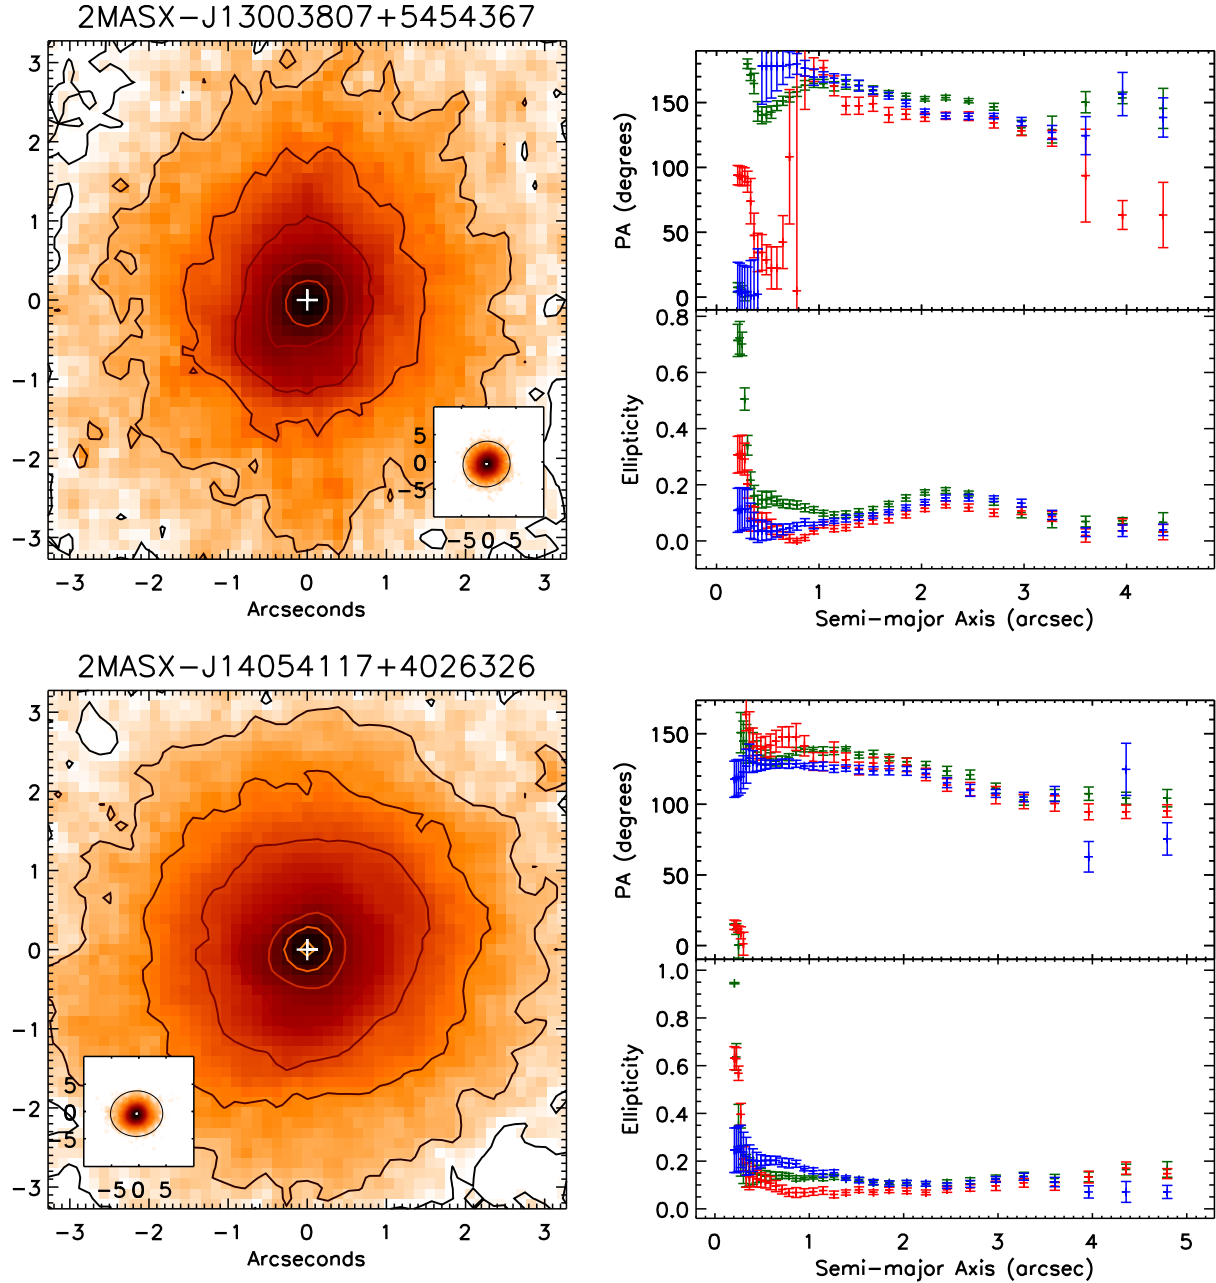 2MASX-J13003807+5454367
3
2
1
0
-1
-2
-3
5
0
-5
-5 0 5
-3 -2 -1 0 1 2 3
Arcseconds
150
100
50
0
PA (degrees)
0.8
0.6
0.4
0.2
0.0
Ellipticity
0 1 2 3 4
Semi-major Axis (arcsec)
2MASX-J14054117+4026326
3
2
1
0
-1
-2
-3
5
0
-5
-5 0 5
-3 -2 -1 0 1 2 3
Arcseconds
150
100
50
0
PA (degrees)
1.0
0.8
0.6
0.4
0.2
0.0
Ellipticity
0 1 2 3 4 5
Semi-major Axis (arcsec)